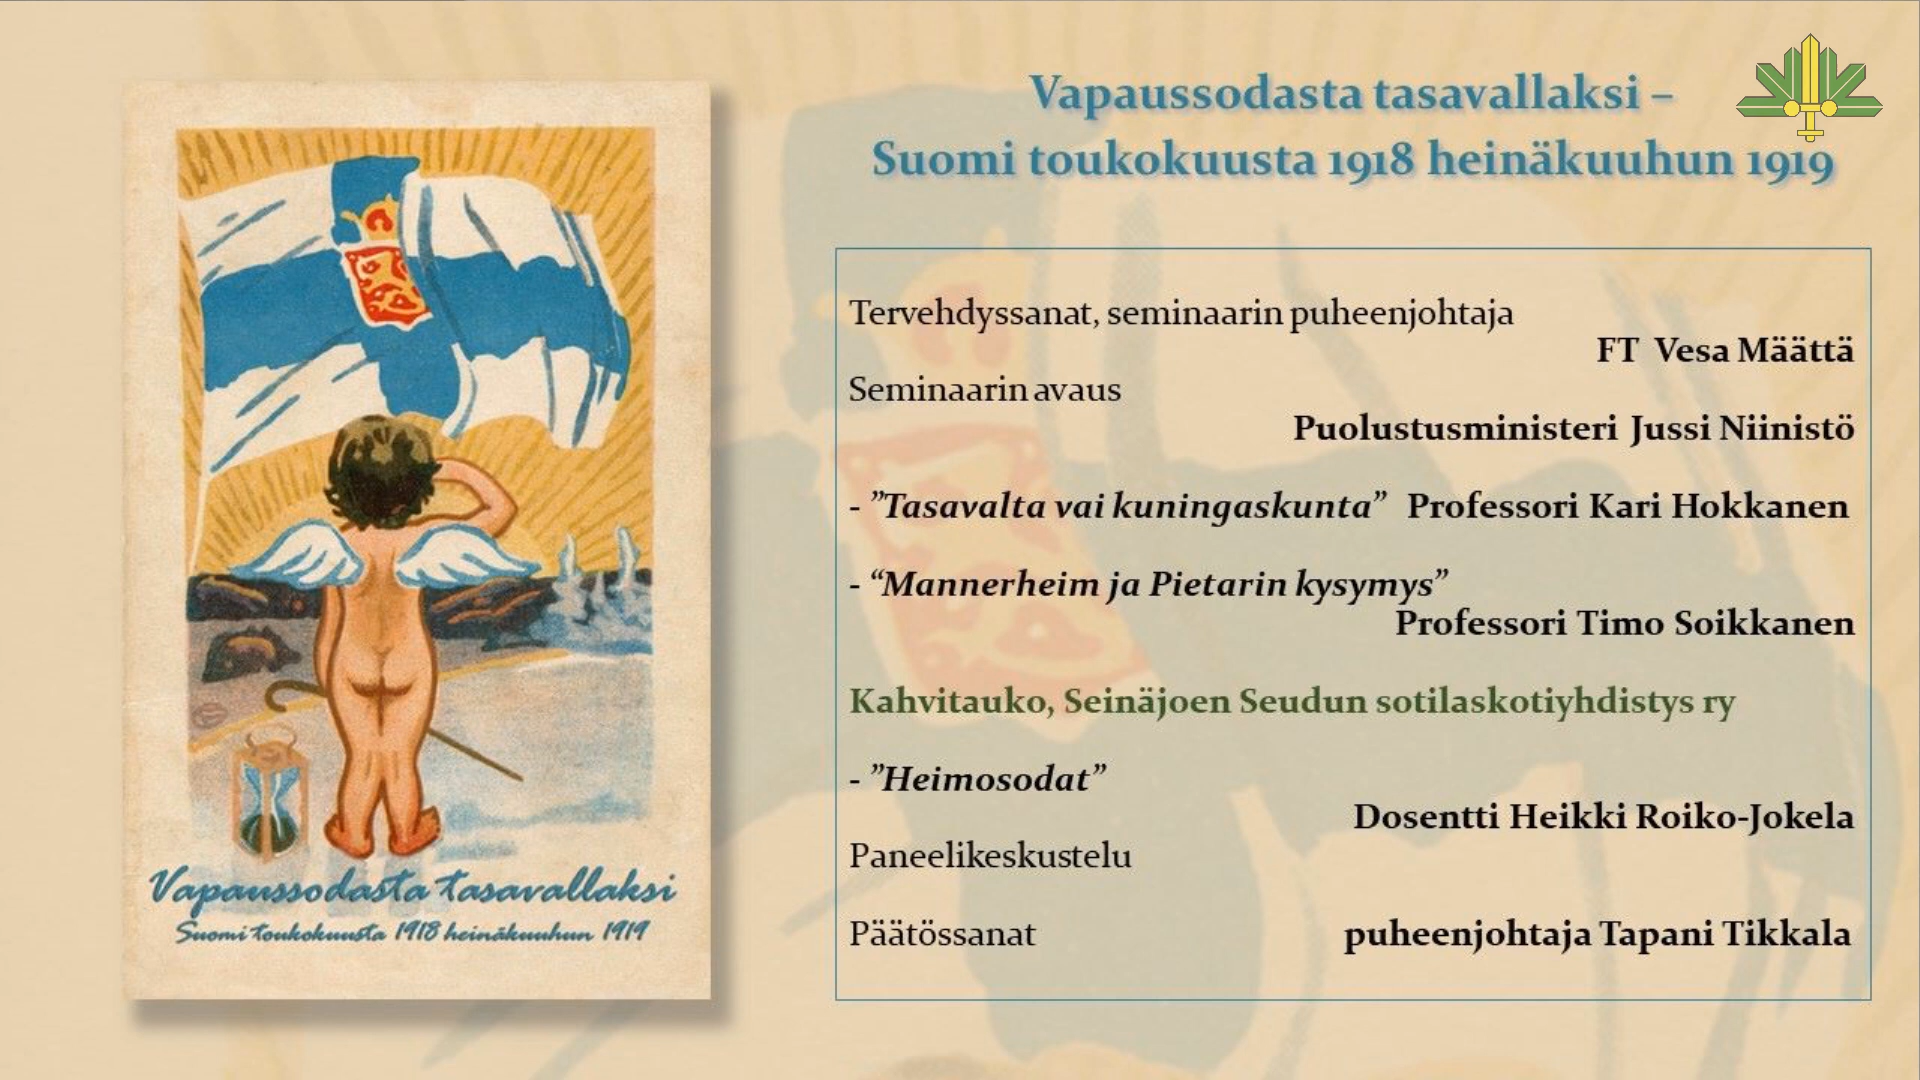 Vapaussodasta tasavallaksi –
Suomi toukokuusta 1918 heinäkuuhun 1919
Tervehdyssanat, seminaarin puheenjohtaja
FT Vesa Määttä
Seminaarin avaus
Puolustusministeri Jussi Niinistö
- ”Tasavalta vai kuningaskunta” Professori Kari Hokkanen
- “Mannerheim ja Pietarin kysymys”
Professori Timo Soikkanen
Kahvitauko, Seinäjoen Seudun sotilaskotiyhdistys ry
- ”Heimosodat”
Dosentti Heikki Roiko-Jokela
Paneelikeskustelu
Päätössanat puheenjohtaja Tapani Tikkala
Vapaussodasta tasavallaksi
Suomi toukokuusta 1918 heinäkuuhun 1919